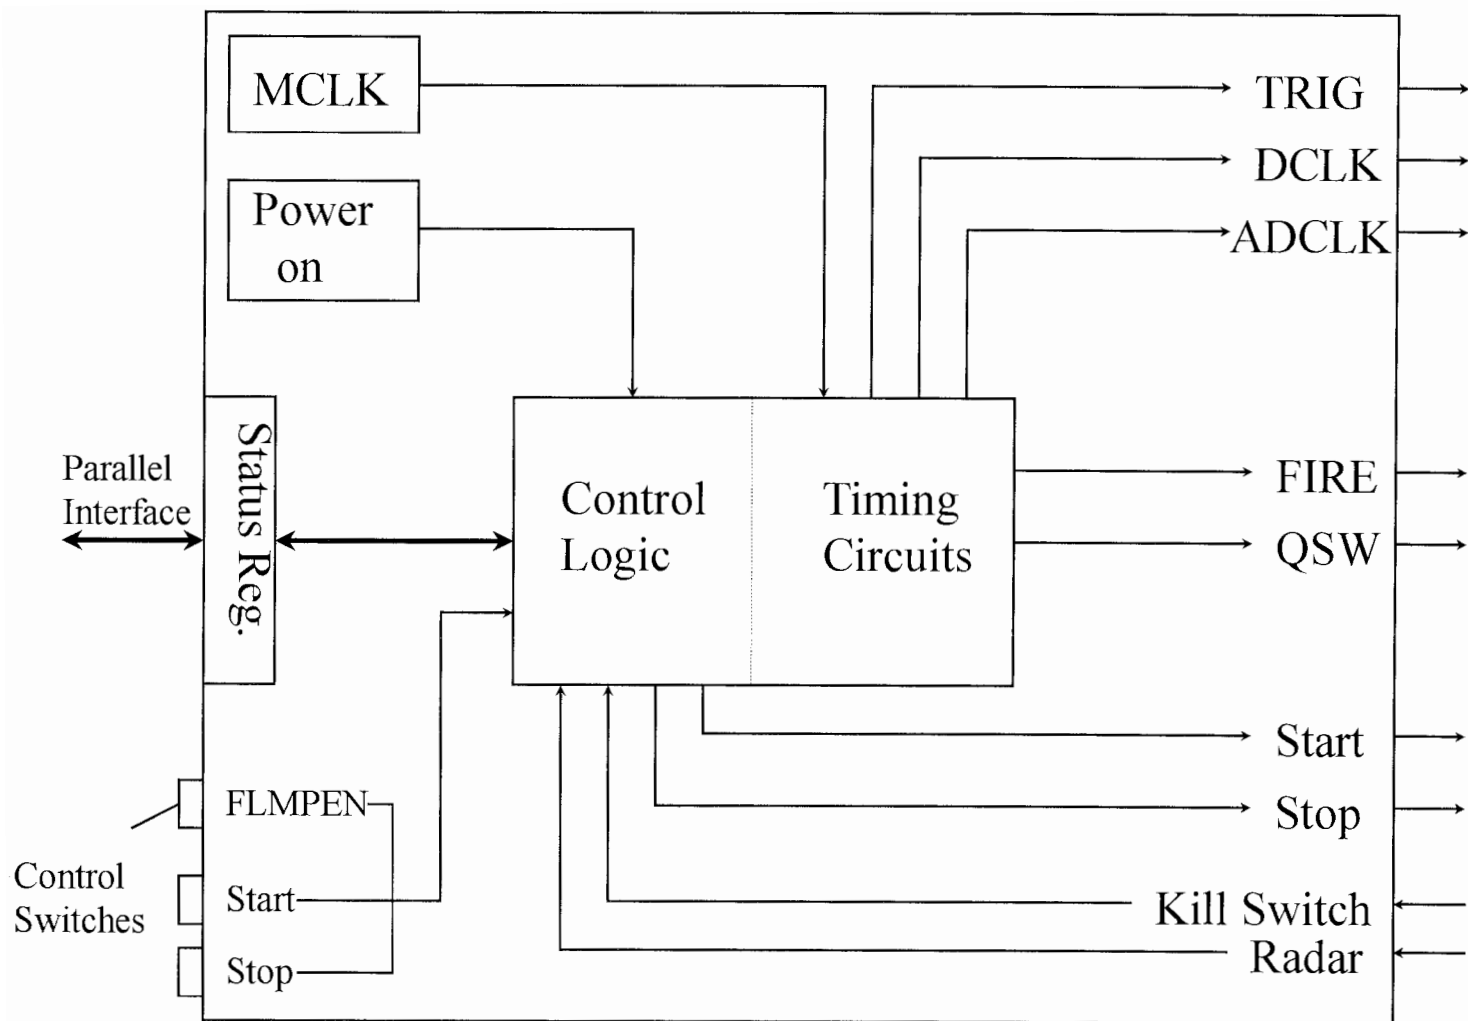 MCLK
TRIG
DCLK
Power
on
ADCLK
Status Reg.
Parallel
Interface
Control
Logic
Timing
Circuits
FIRE
QSW
Start
Stop
FLMPEN
Control
Switches
Start
Stop
Kill Switch
Radar